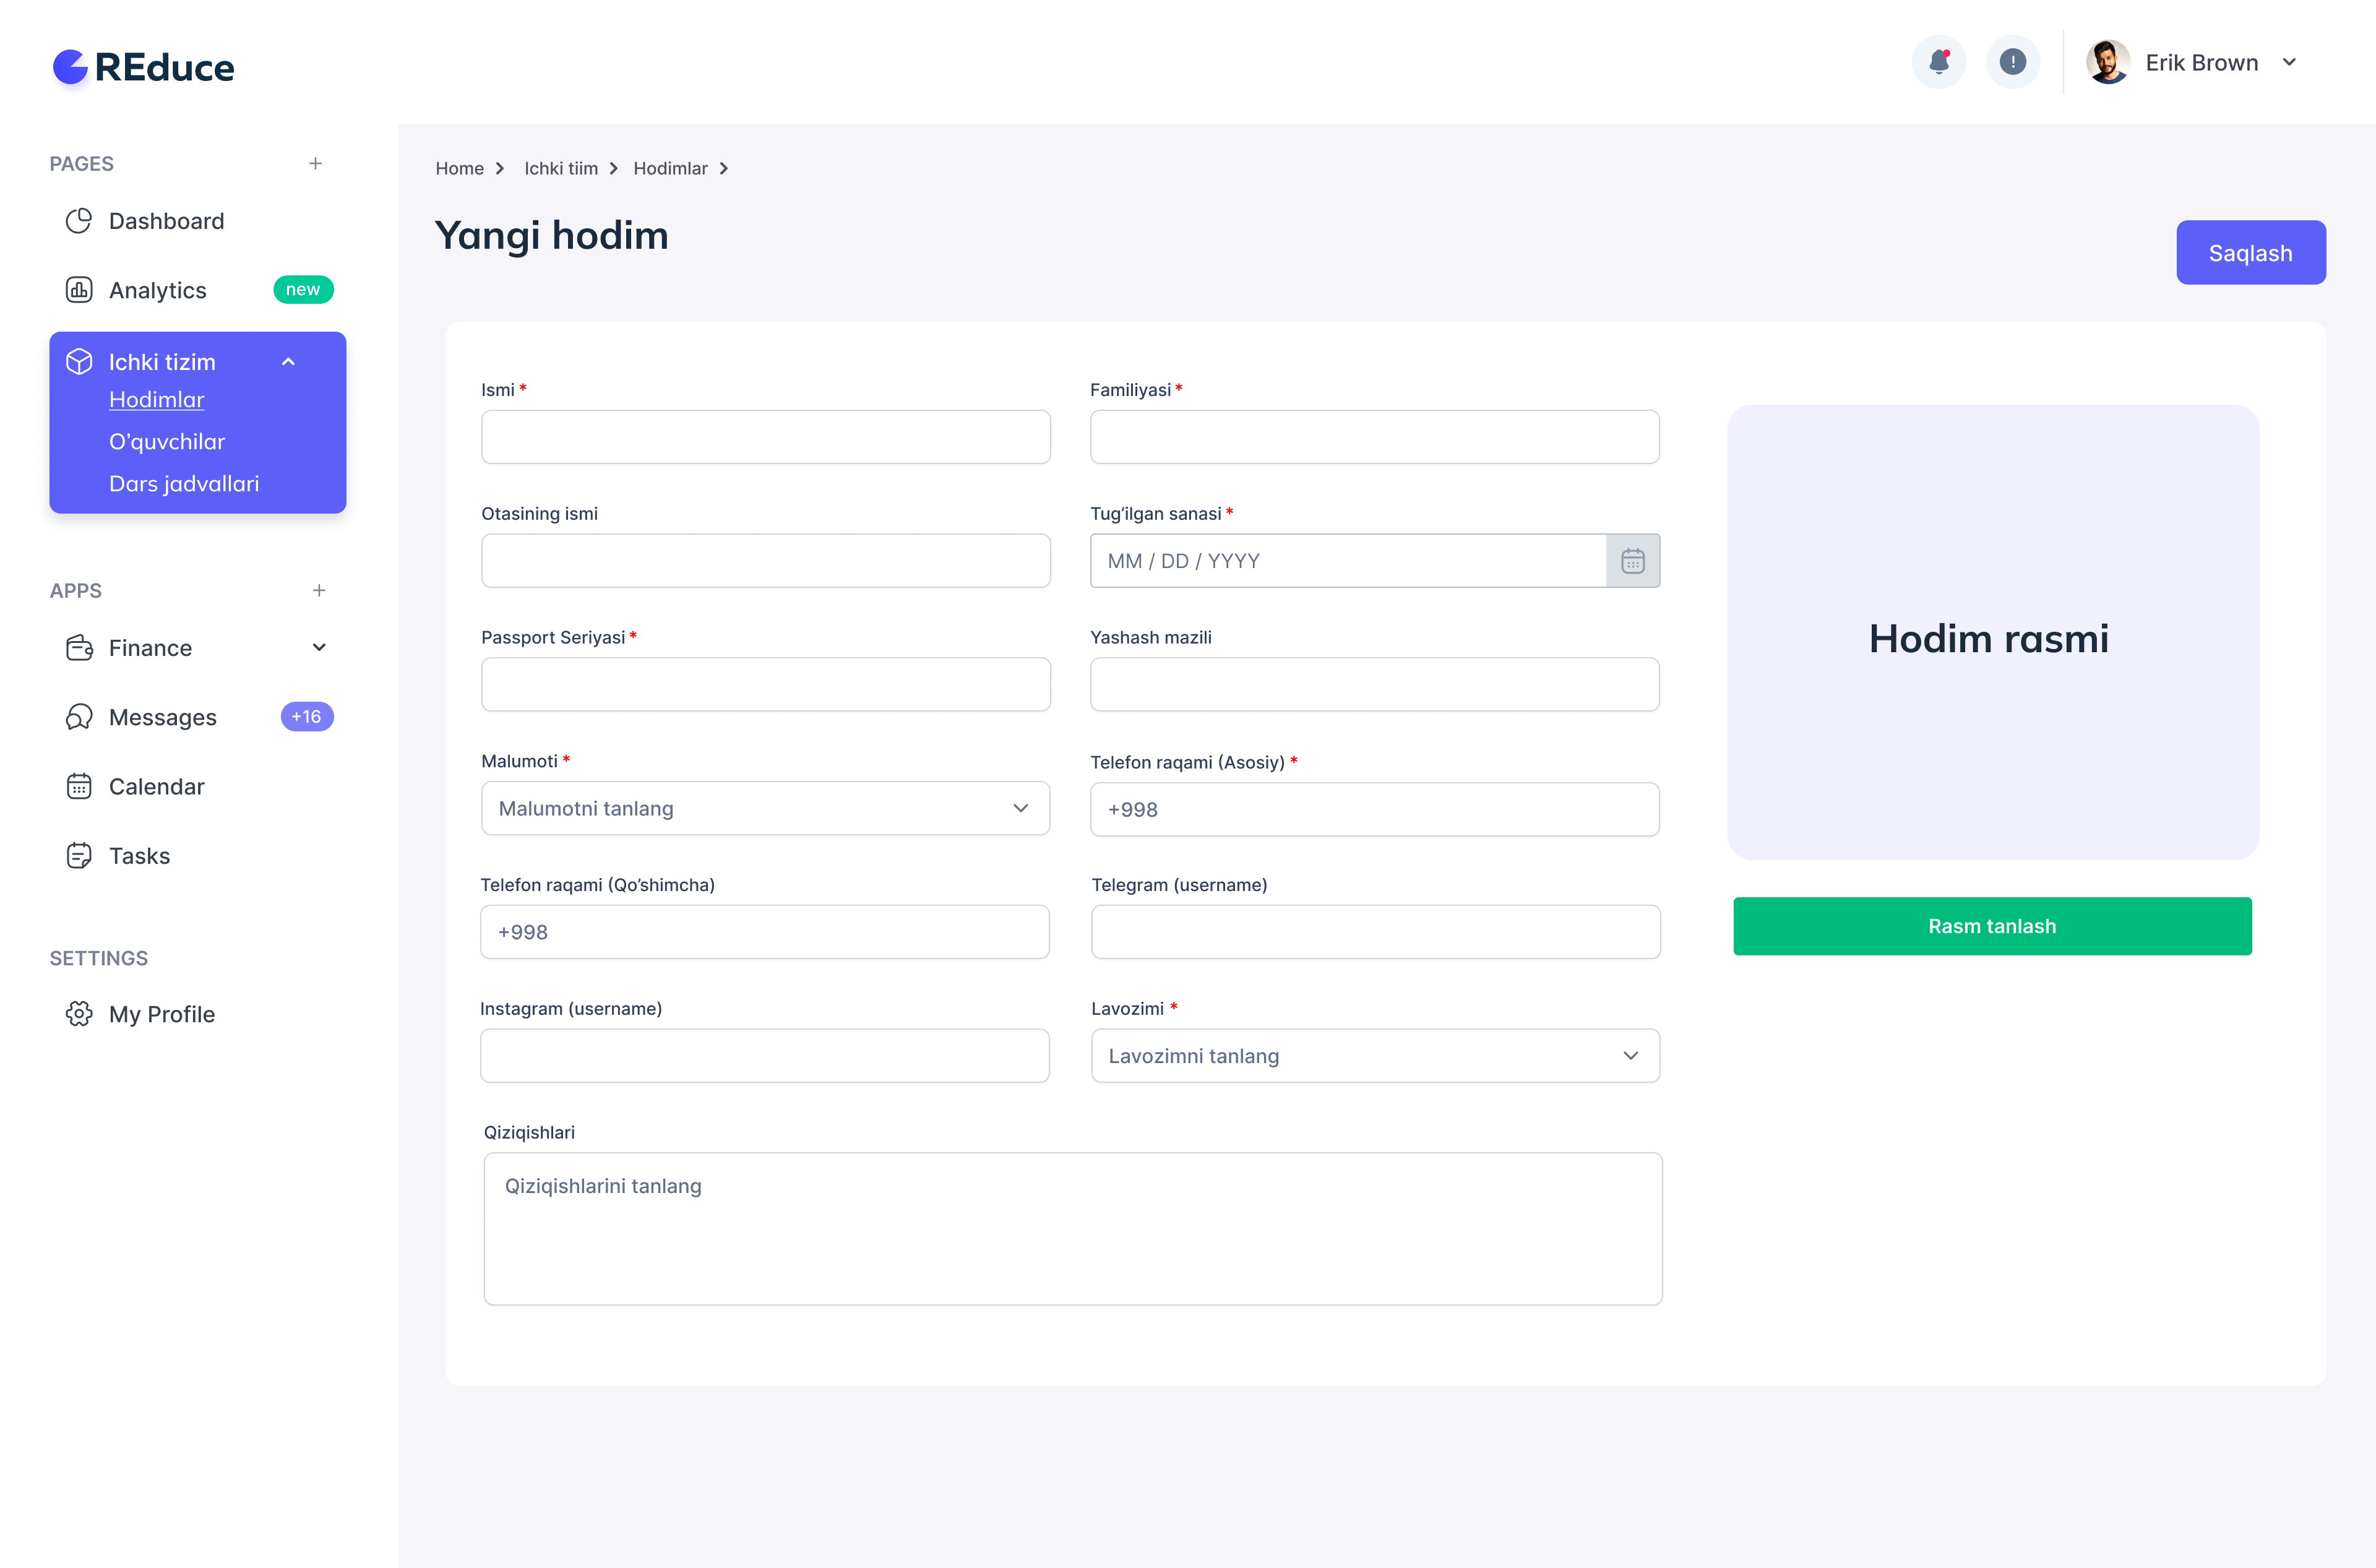 REduce
Erik Brown
PAGES
Dashboard
Analytics
new
Ichki tizim
Hodimlar
O'quvchilar
Dars jadvallari
APPS
Finance
Messages
+16
Calendar
Tasks
SETTINGS
My Profile
Home > Ichki tiim > Hodimlar >
Yangi hodim
Saqlash
Ismi *
Familiyasi *
Otasining ismi
Tug’ilgan sanasi *
MM / DD / YYYY
Passport Seriyasi *
Yashash mazili
Malumoti *
Malumotni tanlang
Telefon raqami (Asosiy) *
+998
Telefon raqami (Qo’shimcha)
+998
Telegram (username)
Instagram (username)
Lavozimi *
Lavozimni tanlang
Qiziqishlari
Qiziqishlarini tanlang
Hodim rasmi
Rasm tanlash